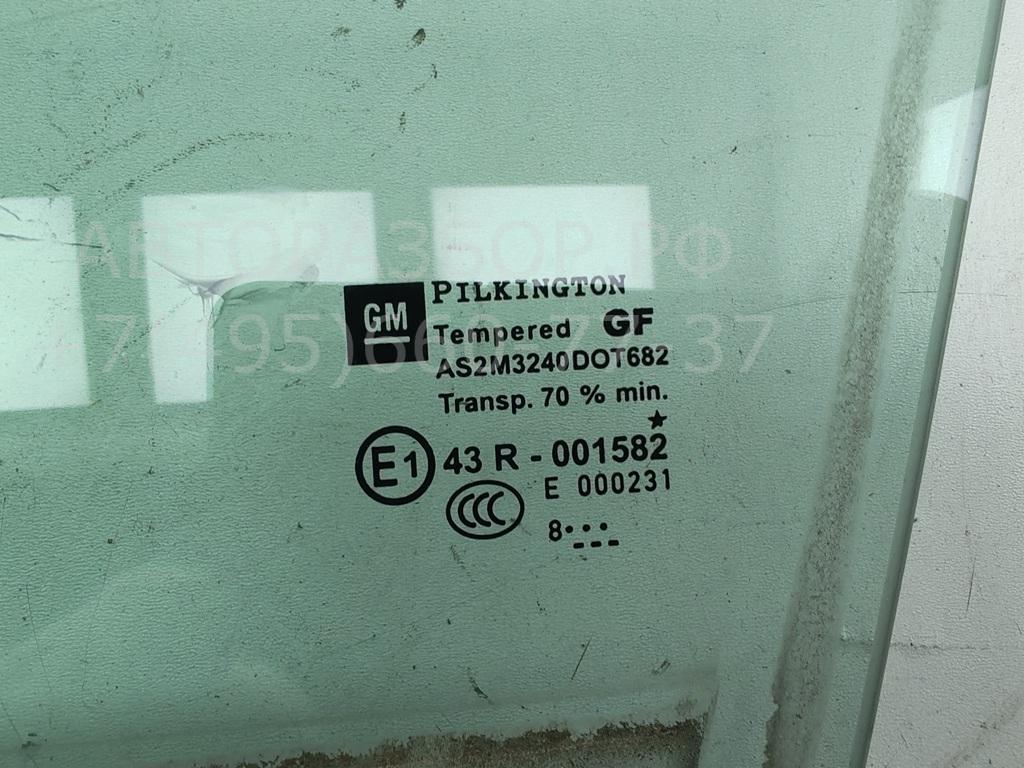 АВТОРАЗБОР.РФ
GM
PILKINGTON
Tempered GF
AS2M3240DOT682
Transp. 70 % min.
E1 43 R - 001582
CCC E 000231
8